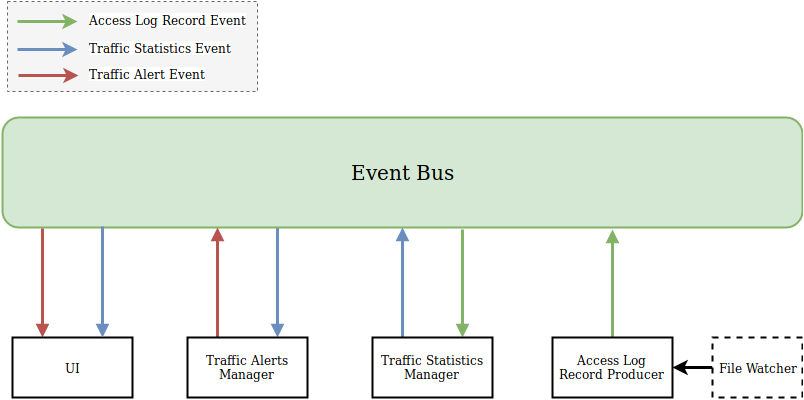 Access Log Record Event
Traffic Statistics Event
Traffic Alert Event
Event Bus
UI
Traffic Alerts
Manager
Traffic Statistics
Manager
Access Log
Record Producer
File Watcher